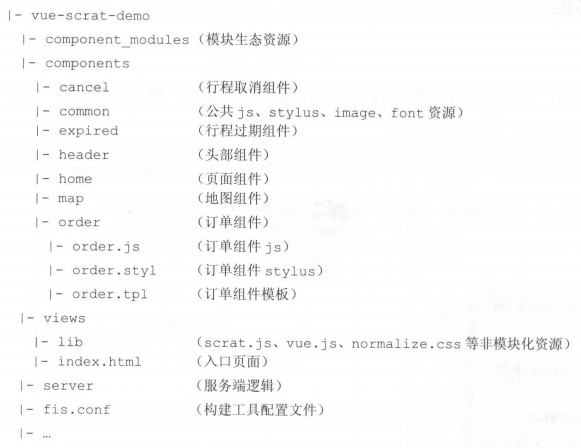 |- vue-scrat-demo
|- component_modules（模块生态资源）
|- components
|- cancel （行程取消组件）
|- common （公共 js、stylus、image、font 资源）
|- expired （行程过期组件）
|- header （头部组件）
|- home （页面组件）
|- map （地图组件）
|- order （订单组件）
|- order.js （订单组件 js）
|- order.styl （订单组件 stylus）
|- order.tpl （订单组件模板）
|- views
|- lib （scrat.js、vue.js、normalize.css 等非模块化资源）
|- index.html （入口页面）
|- server （服务端逻辑）
|- fis.conf （构建工具配置文件）
|- …